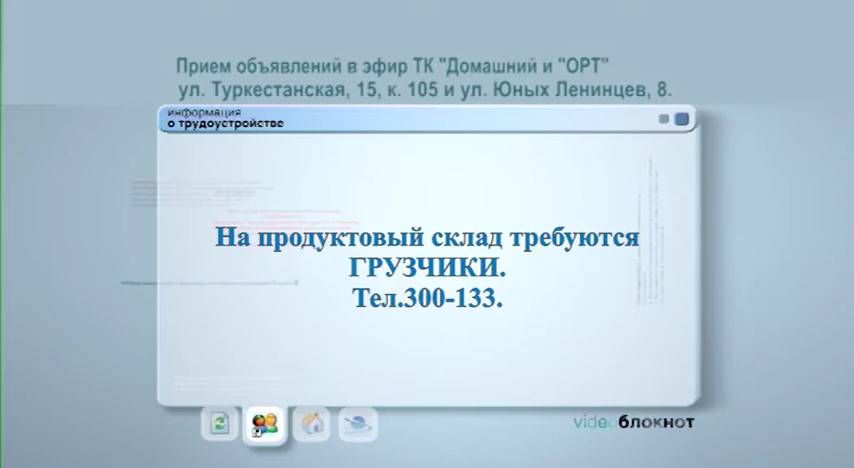 Прием объявлений в эфир ТК "Домашний и "ОРТ"
ул. Туркестанская, 15, к. 105 и ул. Юных Ленинцев, 8.
информация
о трудоустройстве
На продуктовый склад требуются
ГРУЗЧИКИ.
Тел.300-133.
videoблокнот